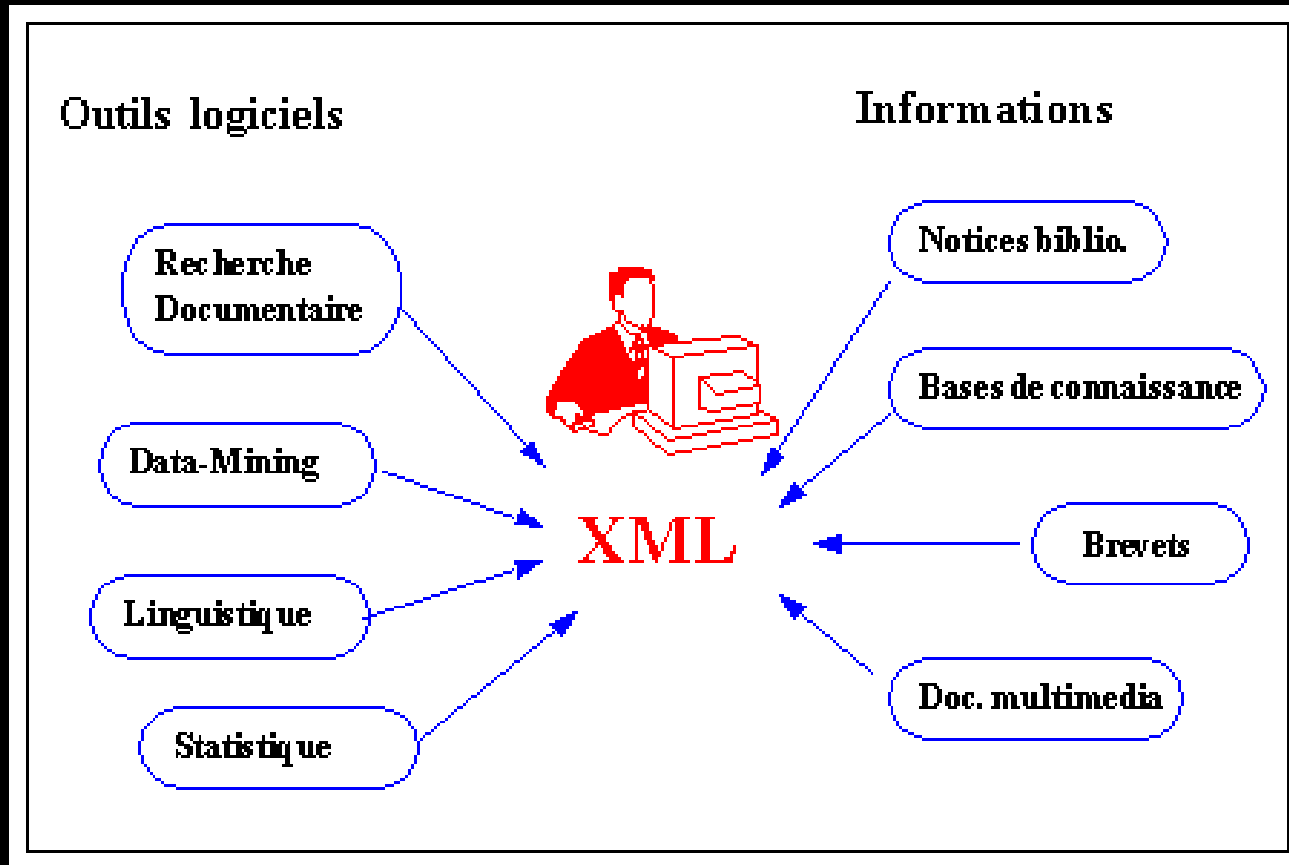 Outils logiciels
Informations
Recherche
Documentaire
Data-Mining
Linguistique
Statistique
XML
Notices biblio.
Bases de connaissance
Brevets
Doc. multimedia